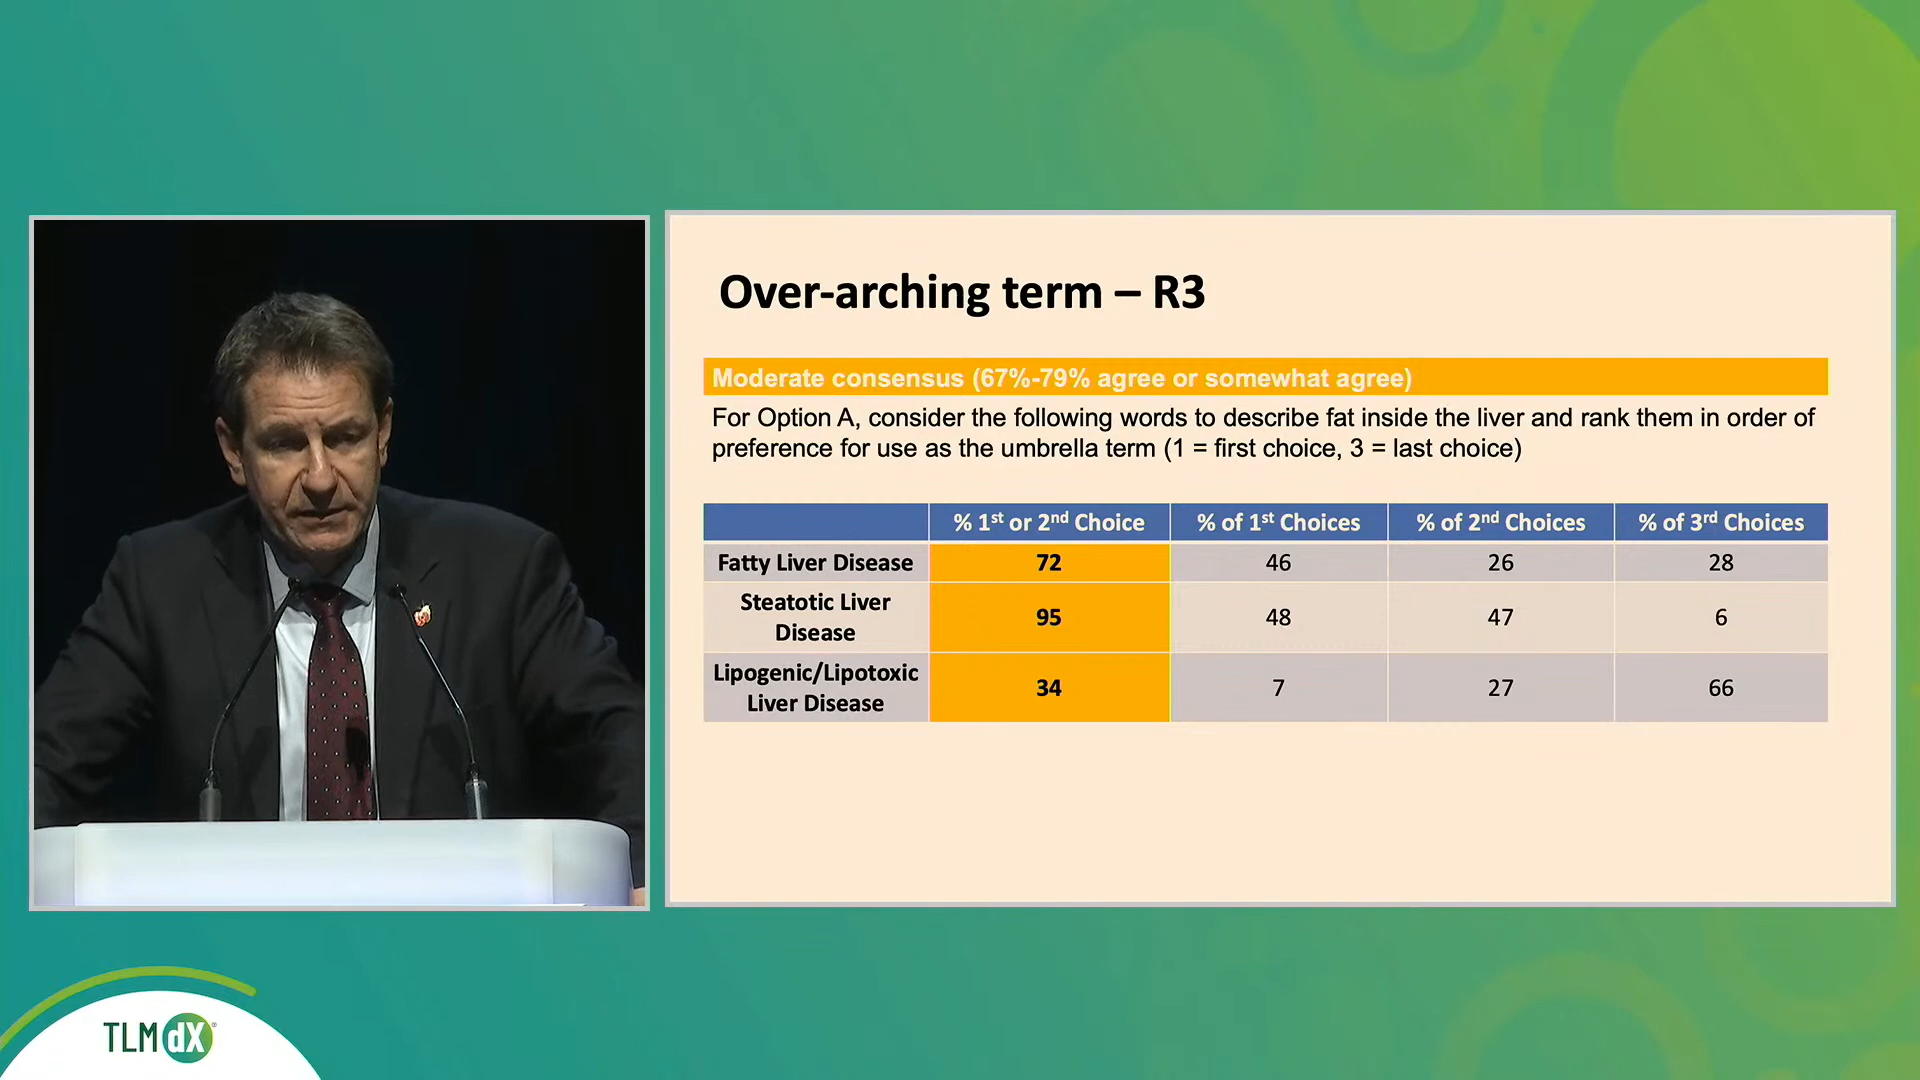 Over-arching term – R3
Moderate consensus (67%-79% agree or somewhat agree)
For Option A, consider the following words to describe fat inside the liver and rank them in order of
preference for use as the umbrella term (1 = first choice, 3 = last choice)
% 1st or 2nd Choice % of 1st Choices % of 2nd Choices % of 3rd Choices
Fatty Liver Disease 72 46 26 28
Steatotic Liver
Disease 95 48 47 6
Lipogenic/Lipotoxic
Liver Disease 34 7 27 66
TLM dX